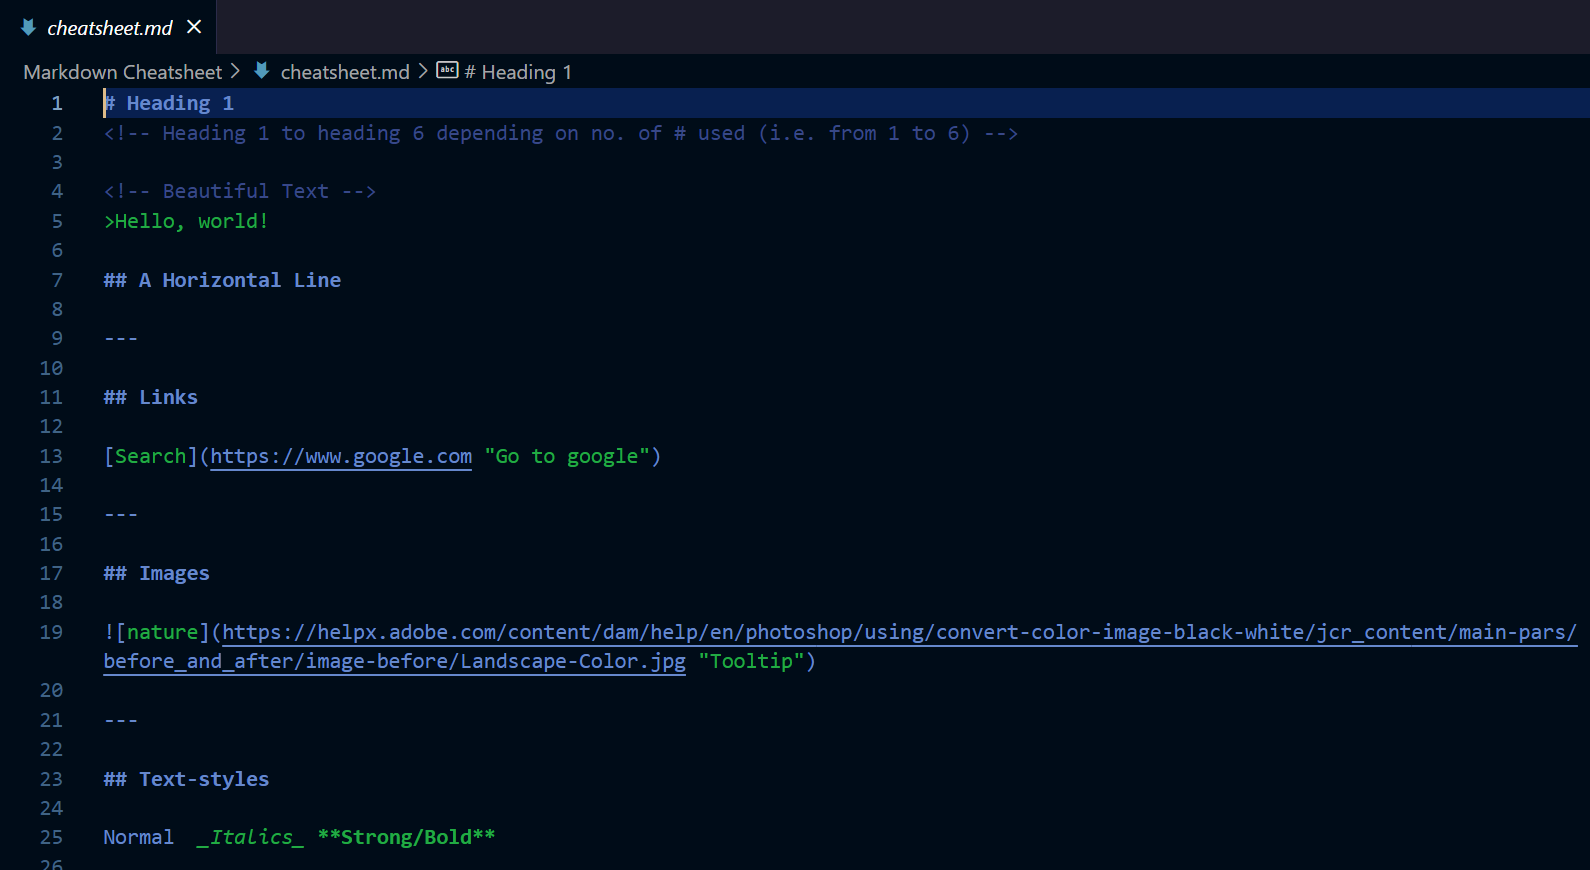 cheatsheet.md
Markdown Cheatsheet > cheatsheet.md > abc # Heading 1
1 # Heading 1
2 <!-- Heading 1 to heading 6 depending on no. of # used (i.e. from 1 to 6) -->
3
4 <!-- Beautiful Text -->
5 >Hello, world!
6
7 ## A Horizontal Line
8
9 ---
10
11 ## Links
12
13 [Search](https://www.google.com "Go to google")
14
15 ---
16
17 ## Images
18
19 ![nature](https://helpx.adobe.com/content/dam/help/en/photoshop/using/convert-color-image-black-white/jcr_content/main-pars/
before_and_after/image-before/Landscape-Color.jpg "Tooltip")
20
21 ---
22
23 ## Text-styles
24
25 Normal  _Italics_ **Strong/Bold**
26